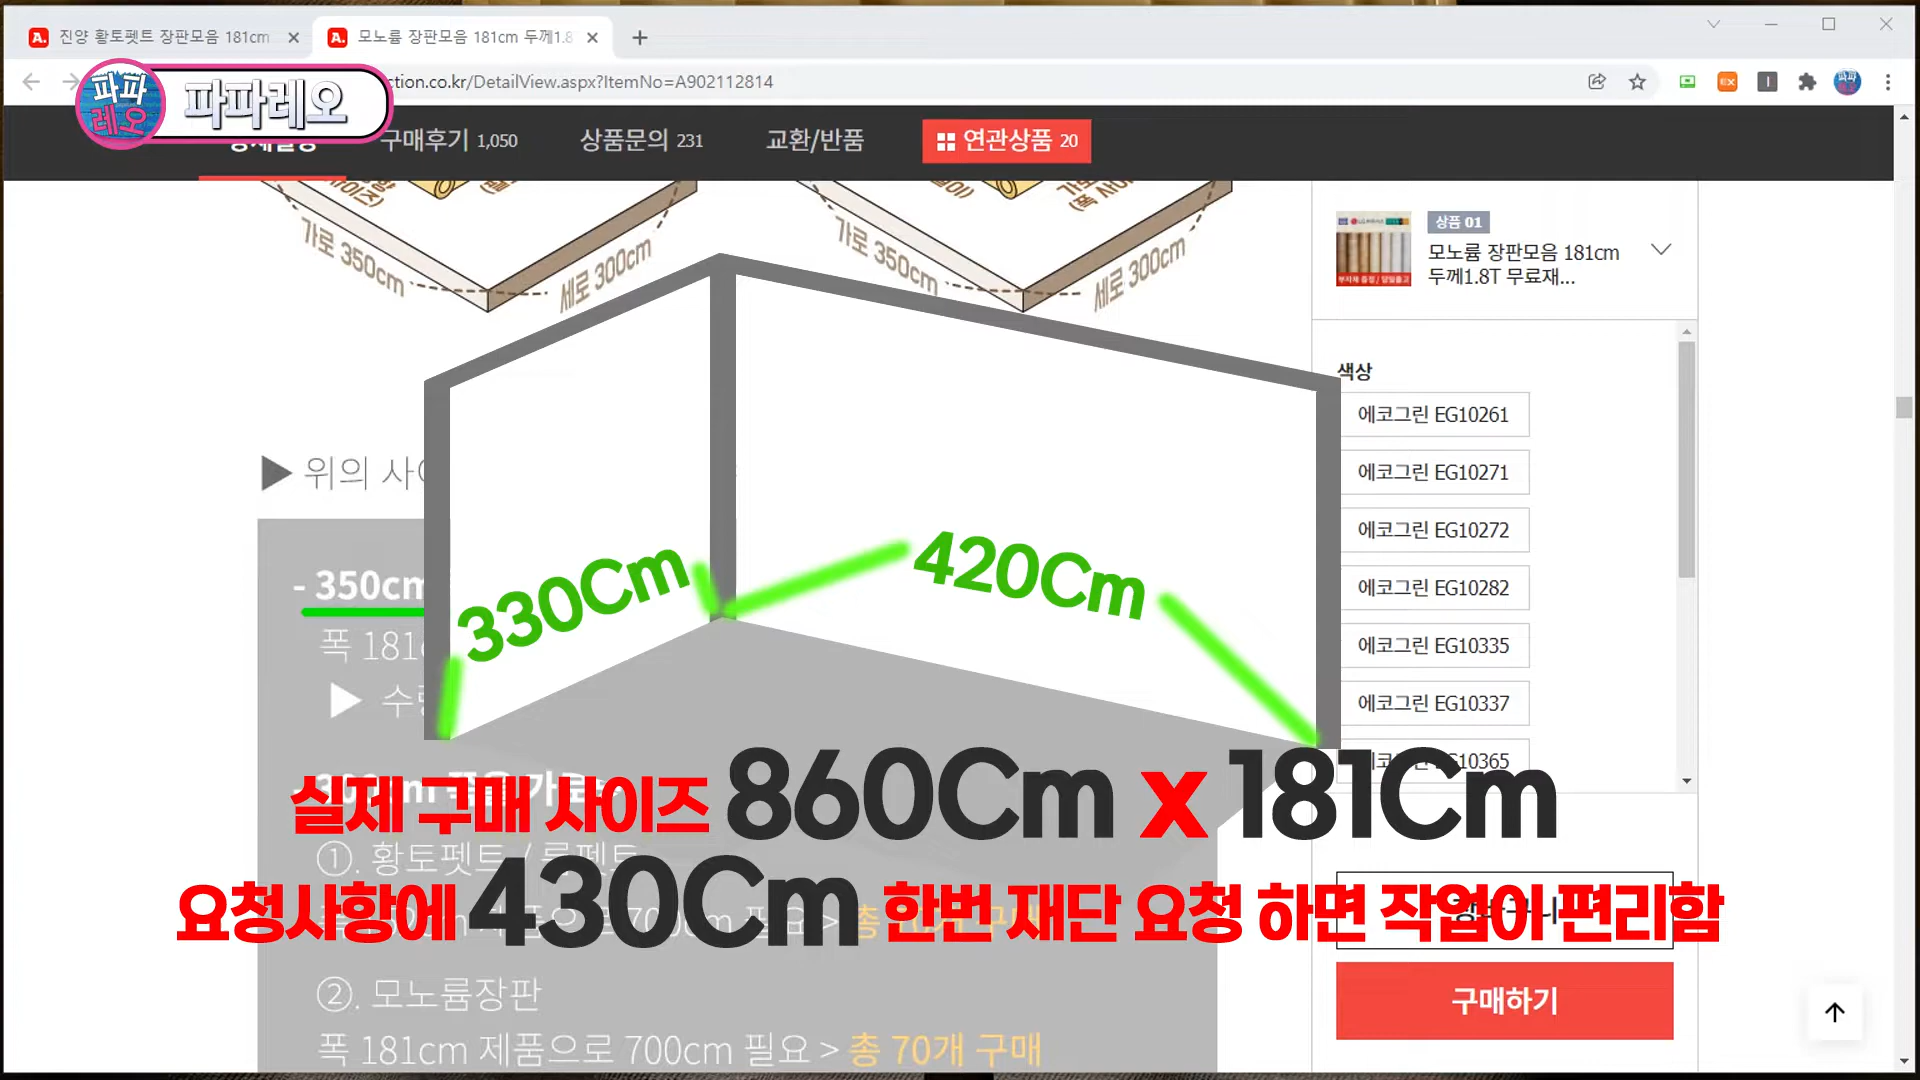 진양 황토펫트 장판모음 181cm
모노륨 장판모음 181cm 두께1.8
ction.co.kr/DetailView.aspx?ItemNo=A902112814
파파
레오
파파레오
구매후기 1,050
상품문의 231
교환/반품
연관상품 20
가로 350cm
세로 300cm
가로 350cm
세로 300cm
상품 01
모노륨 장판모음 181cm
두께1.8T 무료재...
색상
에코그린 EG10261
에코그린 EG10271
에코그린 EG10272
에코그린 EG10282
에코그린 EG10335
에코그린 EG10337
EG10365
▶ 위의
- 350cm
폭 181
330Cm
420Cm
실제 구매 사이즈 860Cm x 181Cm
①. 황토펫트 / 륨펫트
요청사항에 430Cm 한번 재단 요청 하면 작업이 편리함
②. 모노륨장판
폭 181cm 제품으로 700cm 필요 > 총 70개 구매
구매하기